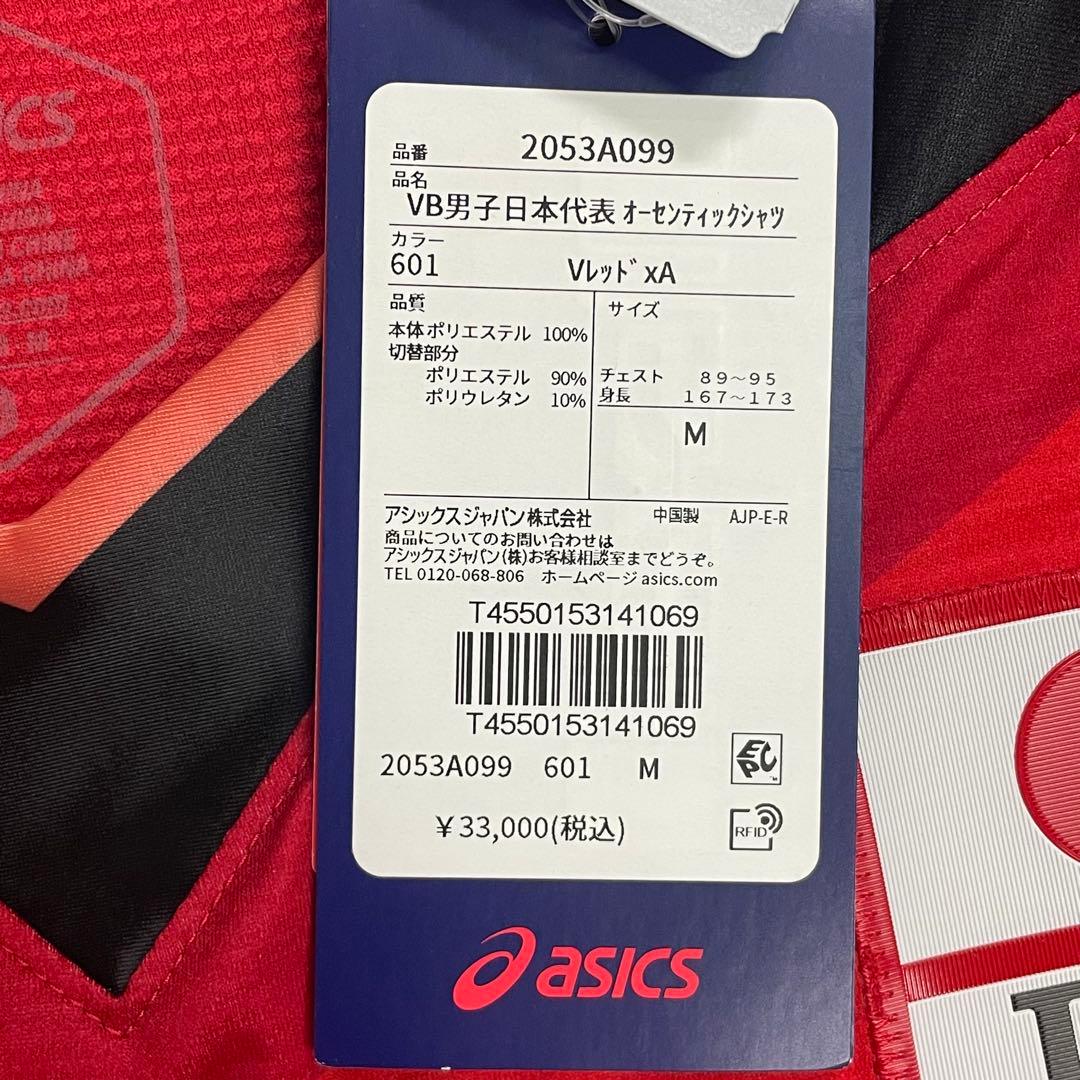 品番 2053A099
品名
VB男子日本代表 ｵｰｾﾝﾃｨｯｸｼｬﾂ
カラー
601 Vﾚｯﾄﾞ xA
品質
本体 ポリエステル 100%
切替部分
ポリエステル 90%
ポリウレタン 10%
サイズ
チェスト ８９～９５
身長 １６７～１７３
M
アシックスジャパン株式会社 中国製 AJP-E-R
商品についてのお問い合わせは
アシックスジャパン(株)お客様相談室までどうぞ。
TEL 0120-068-806 ホームページ asics.com
T4550153141069
T4550153141069
2053A099 601 M
EPC
RFID
￥33,000(税込)
asics